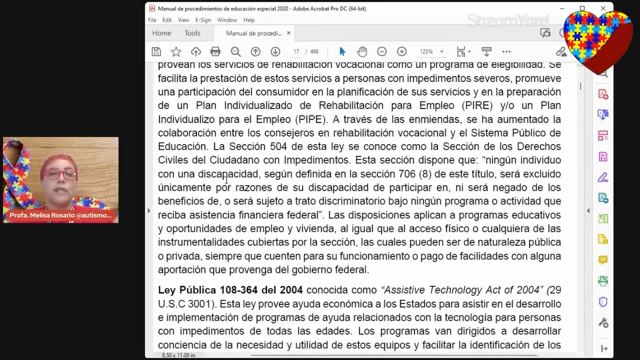 Manual de procedimientos de educación especial 2020 - Adobe Acrobat Pro DC (64-bit)
File Edit View E-Sign Window Help
Home Tools Manual de procedi... ×
17 / 488 125%
StreamYard
provean los servicios de rehabilitación vocacional como un programa de elegibilidad. Se
facilita la prestación de estos servicios a personas con impedimentos severos, promueve
una participación del consumidor en la planificación de sus servicios y en la preparación
de un Plan Individualizado de Rehabilitación para Empleo (PIRE) y/o un Plan
Individualizo para el Empleo (PIPE). A través de las enmiendas, se ha aumentado la
colaboración entre los consejos en rehabilitación vocacional y el Sistema Público de
Educación. La Sección 504 de esta ley se conoce como la Sección de los Derechos
Civiles del Ciudadano con Impedimentos. Esta sección dispone que: “ningún individuo
con una discapacidad, según definida en la sección 706 (8) de este título, será excluido
únicamente por razones de su discapacidad de participar en, ni será negado de los
beneficios de, o será sujeto a trato discriminatorio bajo ningún programa o actividad que
reciba asistencia financiera federal”. Las disposiciones aplican a programas educativos
y oportunidades de empleo y vivienda, al igual que al acceso físico o cualquiera de las
instrumentalidades cubiertas por la sección, las cuales pueden ser de naturaleza pública
o privada, siempre que cuenten para su funcionamiento o pago de facilidades con alguna
aportación que provenga del gobierno federal.
Ley Pública 108-364 del 2004 conocida como “Assistive Technology Act of 2004” (29
U.S.C 3001). Esta ley provee ayuda económica a los Estados para asistir en el desarrollo
e implementación de programas de ayuda relacionados con la tecnología para personas
con impedimentos de todas las edades. Los programas van dirigidos a desarrollar
conciencia de la necesidad y utilidad de estos equipos y facilitar la identificación de los
8.50 x 11.00 in
Profa. Melisa Rosario @autismo...